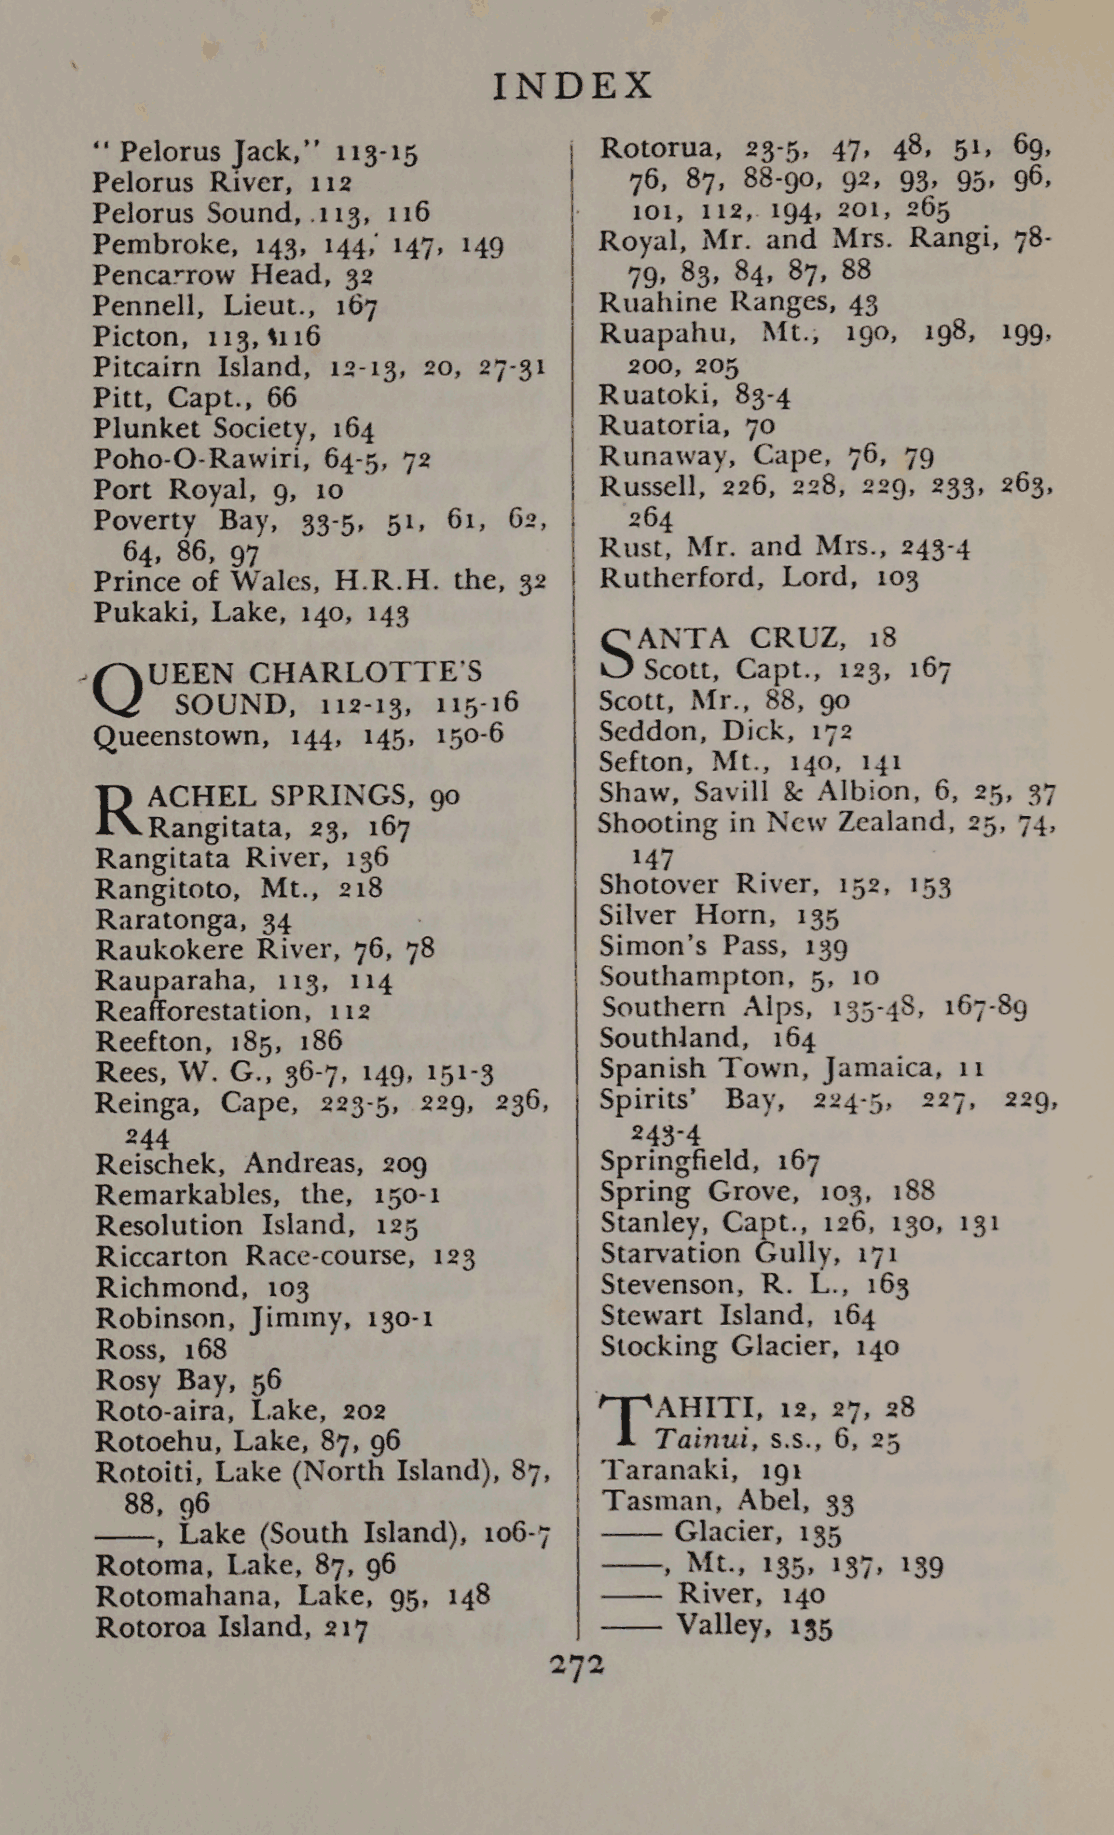 INDEX
“ Pelorus Jack,” 113-15
Pelorus River, 112
Pelorus Sound, 113, 116
Pembroke, 143, 144, 147, 149
Pencarrow Head, 32
Pennell, Lieut., 167
Picton, 113, 116
Pitcairn Island, 12-13, 20, 27-31
Pitt, Capt., 66
Plunket Society, 164
Poho-O-Rawiri, 64-5, 72
Port Royal, 9, 10
Poverty Bay, 33-5, 51, 61, 62,
64, 86, 97
Prince of Wales, H.R.H. the, 32
Pukaki, Lake, 140, 143
QUEEN CHARLOTTE'S
SOUND, 112-13, 115-16
Queenstown, 144, 145, 150-6
RACHEL SPRINGS, 90
Rangitata, 23, 167
Rangitata River, 136
Rangitoto, Mt., 218
Raratonga, 34
Raukokere River, 76, 78
Rauparaha, 113, 114
Reafforestation, 112
Reefton, 185, 186
Rees, W. G., 36-7, 149, 151-3
Reinga, Cape, 223-5, 229, 236,
244
Reischek, Andreas, 209
Remarkables, the, 150-1
Resolution Island, 125
Riccarton Race-course, 123
Richmond, 103
Robinson, Jimmy, 130-1
Ross, 168
Rosy Bay, 56
Roto-aira, Lake, 202
Rotoehu, Lake, 87, 96
Rotoiti, Lake (North Island), 87,
88, 96
——, Lake (South Island), 106-7
Rotoma, Lake, 87, 96
Rotomahana, Lake, 95, 148
Rotoroa Island, 217
Rotorua, 23-5, 47, 48, 51, 69,
76, 87, 88-90, 92, 93, 95, 96,
101, 112, 194, 201, 265
Royal, Mr. and Mrs. Rangi, 78-
79, 83, 84, 87, 88
Ruahine Ranges, 43
Ruapahu, Mt., 190, 198, 199,
200, 205
Ruatoki, 83-4
Ruatoria, 70
Runaway, Cape, 76, 79
Russell, 226, 228, 229, 233, 263,
264
Rust, Mr. and Mrs., 243-4
Rutherford, Lord, 103
SANTA CRUZ, 18
Scott, Capt., 123, 167
Scott, Mr., 88, 90
Seddon, Dick, 172
Sefton, Mt., 140, 141
Shaw, Savill & Albion, 6, 25, 37
Shooting in New Zealand, 25, 74,
147
Shotover River, 152, 153
Silver Horn, 135
Simon's Pass, 139
Southampton, 5, 10
Southern Alps, 135-48, 167-89
Southland, 164
Spanish Town, Jamaica, 11
Spirits' Bay, 224-5, 227, 229,
243-4
Springfield, 167
Spring Grove, 103, 188
Stanley, Capt., 126, 130, 131
Starvation Gully, 171
Stevenson, R. L., 163
Stewart Island, 164
Stocking Glacier, 140
TAHITI, 12, 27, 28
Tainui, s.s., 6, 25
Taranaki, 191
Tasman, Abel, 33
—— Glacier, 135
——, Mt., 135, 137, 139
—— River, 140
—— Valley, 135
272